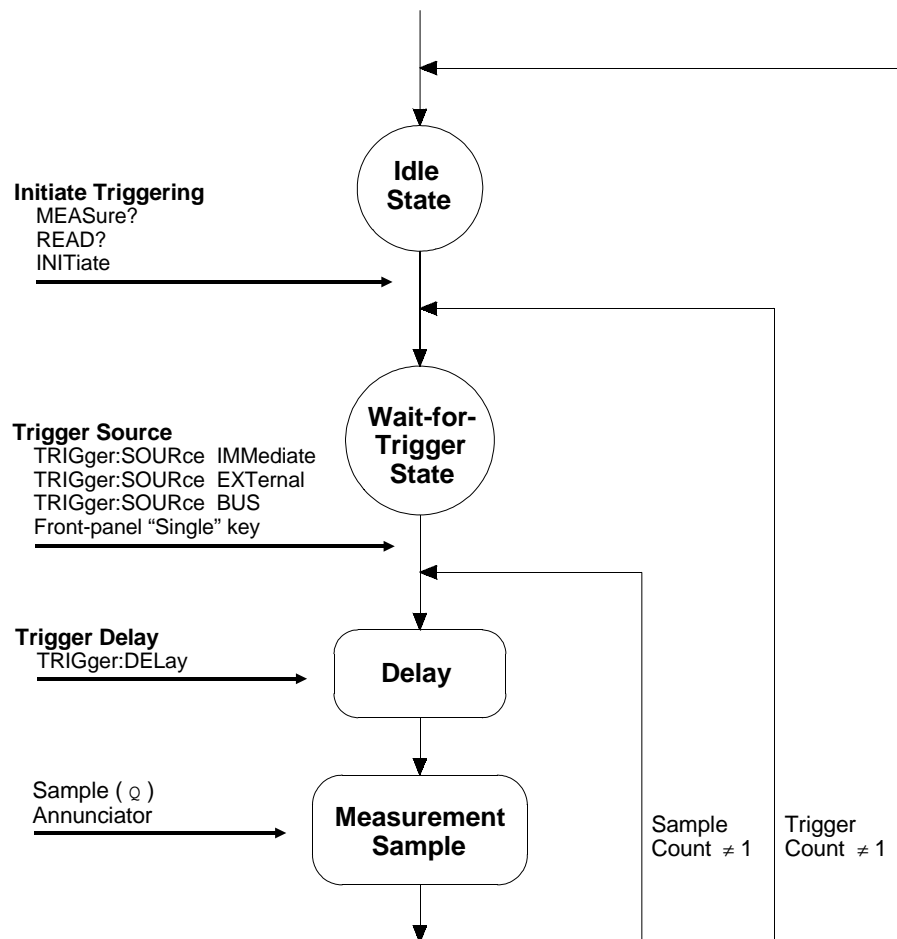 Idle
State
Initiate Triggering
MEASure?
READ?
INITiate
Wait-for-
Trigger
State
Trigger Source
TRIGger:SOURce IMMediate
TRIGger:SOURce EXTernal
TRIGger:SOURce BUS
Front-panel “Single” key
Trigger Delay
TRIGger:DELay
Delay
Sample ( Q )
Annunciator
Measurement
Sample
Sample
Count ≠ 1
Trigger
Count ≠ 1